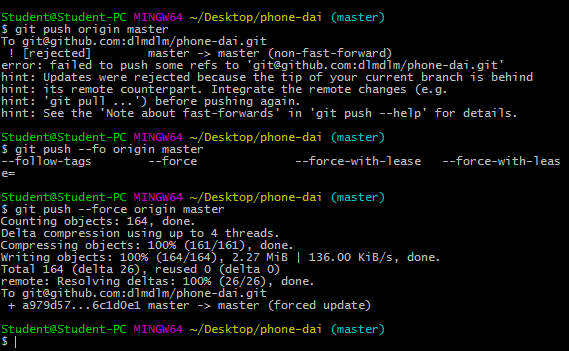 Student@Student-PC MINGW64 ~/Desktop/phone-dai (master)
$ git push origin master
To git@github.com:dlmdlm/phone-dai.git
 ! [rejected]        master -> master (non-fast-forward)
error: failed to push some refs to 'git@github.com:dlmdlm/phone-dai.git'
hint: Updates were rejected because the tip of your current branch is behind
hint: its remote counterpart. Integrate the remote changes (e.g.
hint: 'git pull ...') before pushing again.
hint: See the 'Note about fast-forwards' in 'git push --help' for details.
Student@Student-PC MINGW64 ~/Desktop/phone-dai (master)
$ git push --fo origin master
--follow-tags        --force              --force-with-lease   --force-with-leas
e=
Student@Student-PC MINGW64 ~/Desktop/phone-dai (master)
$ git push --force origin master
Counting objects: 164, done.
Delta compression using up to 4 threads.
Compressing objects: 100% (161/161), done.
Writing objects: 100% (164/164), 2.27 MiB | 136.00 KiB/s, done.
Total 164 (delta 26), reused 0 (delta 0)
remote: Resolving deltas: 100% (26/26), done.
To git@github.com:dlmdlm/phone-dai.git
 + a979d57...6c1d0e1 master -> master (forced update)
Student@Student-PC MINGW64 ~/Desktop/phone-dai (master)
$